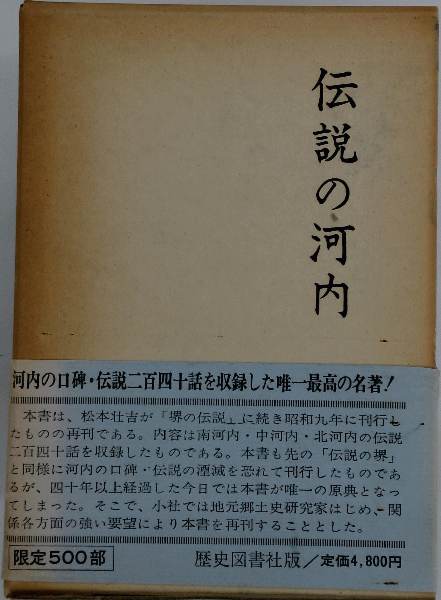 伝説の河内
河内の口碑・伝説二百四十話を収録した唯一最高の名著!
本書は、松本壮吉が「堺の伝説」に続き昭和九年に刊行し
たものの再刊である。内容は南河内・中河内・北河内の伝説
二百四十話を収録したものである。本書も先の「伝説の堺」
と同様に河内の口碑・伝説の湮滅を恐れて刊行したものであ
るが、四十年以上経過した今日では本書が唯一の原典となっ
てしまった。そこで、小社では地元郷土史研究家はじめ、関
係各方面の強い要望により本書を再刊することとした。
限定500部
歴史図書社版/定価4,800円